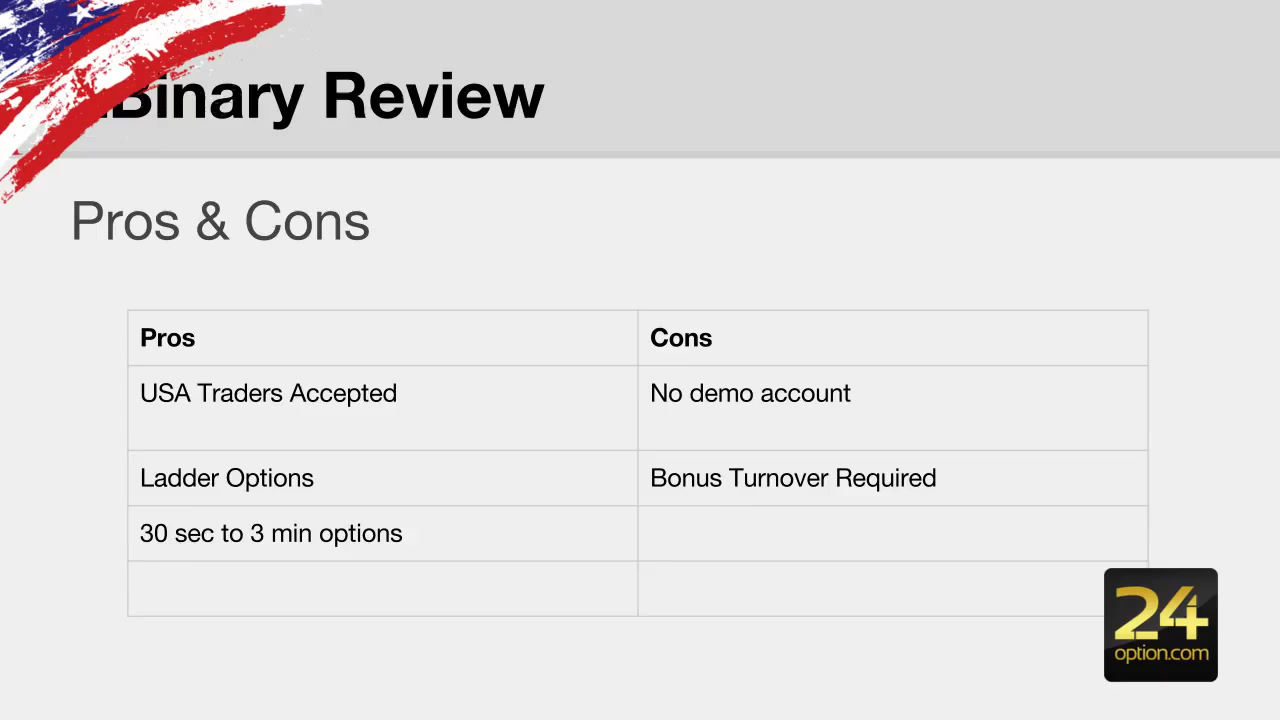 Binary Review
Pros & Cons
Pros Cons
USA Traders Accepted No demo account
Ladder Options Bonus Turnover Required
30 sec to 3 min options
24
option.com